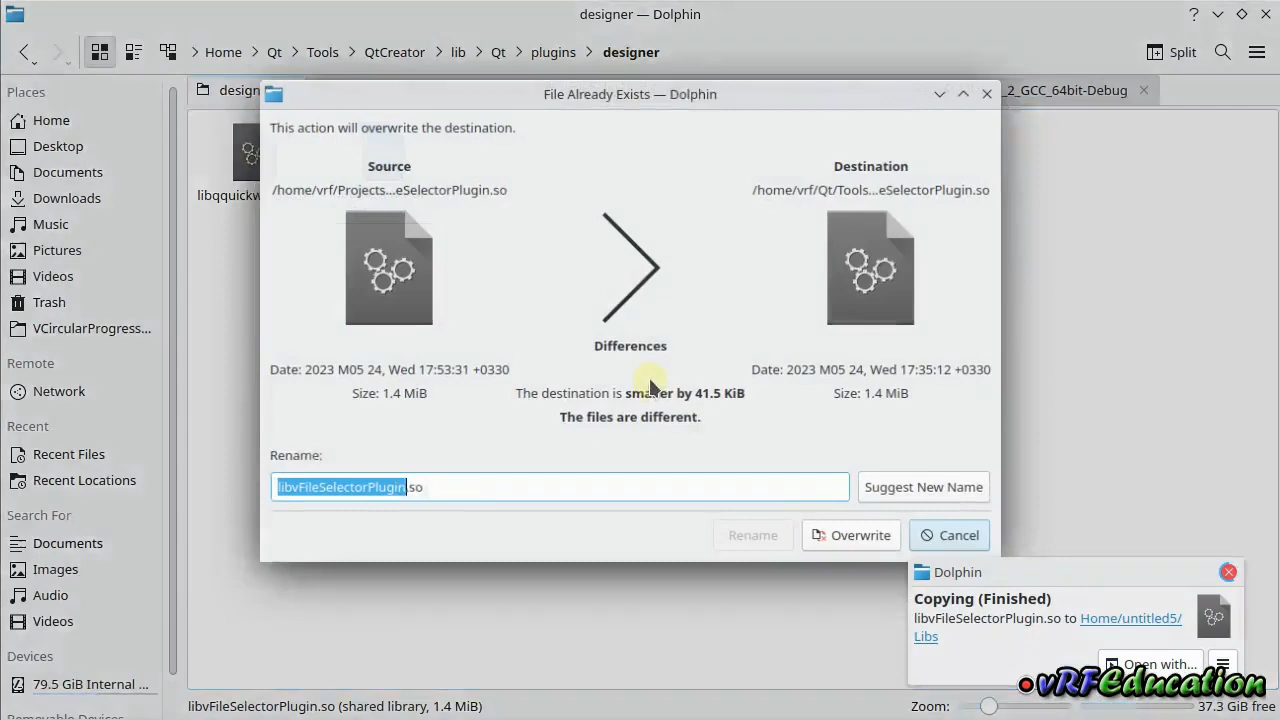 designer — Dolphin
Home
Qt
Tools
QtCreator
lib
Qt
plugins
designer
Split
Places
Home
Desktop
Documents
Downloads
Music
Pictures
Videos
Trash
VCircularProgress...
Remote
Network
Recent
Recent Files
Recent Locations
Search For
Documents
Images
Audio
Videos
Devices
79.5 GiB Internal ...
_2_GCC_64bit-Debug
File Already Exists — Dolphin
This action will overwrite the destination.
Source
Destination
/home/vrf/Projects...eSelectorPlugin.so
/home/vrf/Qt/Tools...eSelectorPlugin.so
Differences
Date: 2023 M05 24, Wed 17:53:31 +0330
Date: 2023 M05 24, Wed 17:35:12 +0330
Size: 1.4 MiB
The destination is smaller by 41.5 KiB
Size: 1.4 MiB
The files are different.
Rename:
libvFileSelectorPlugin.so
Suggest New Name
Rename
Overwrite
Cancel
Dolphin
Copying (Finished)
libvFileSelectorPlugin.so to Home/untitled5/
Libs
Open with...
vRFEducation
libvFileSelectorPlugin.so (shared library, 1.4 MiB)
Zoom:
37.3 GiB free